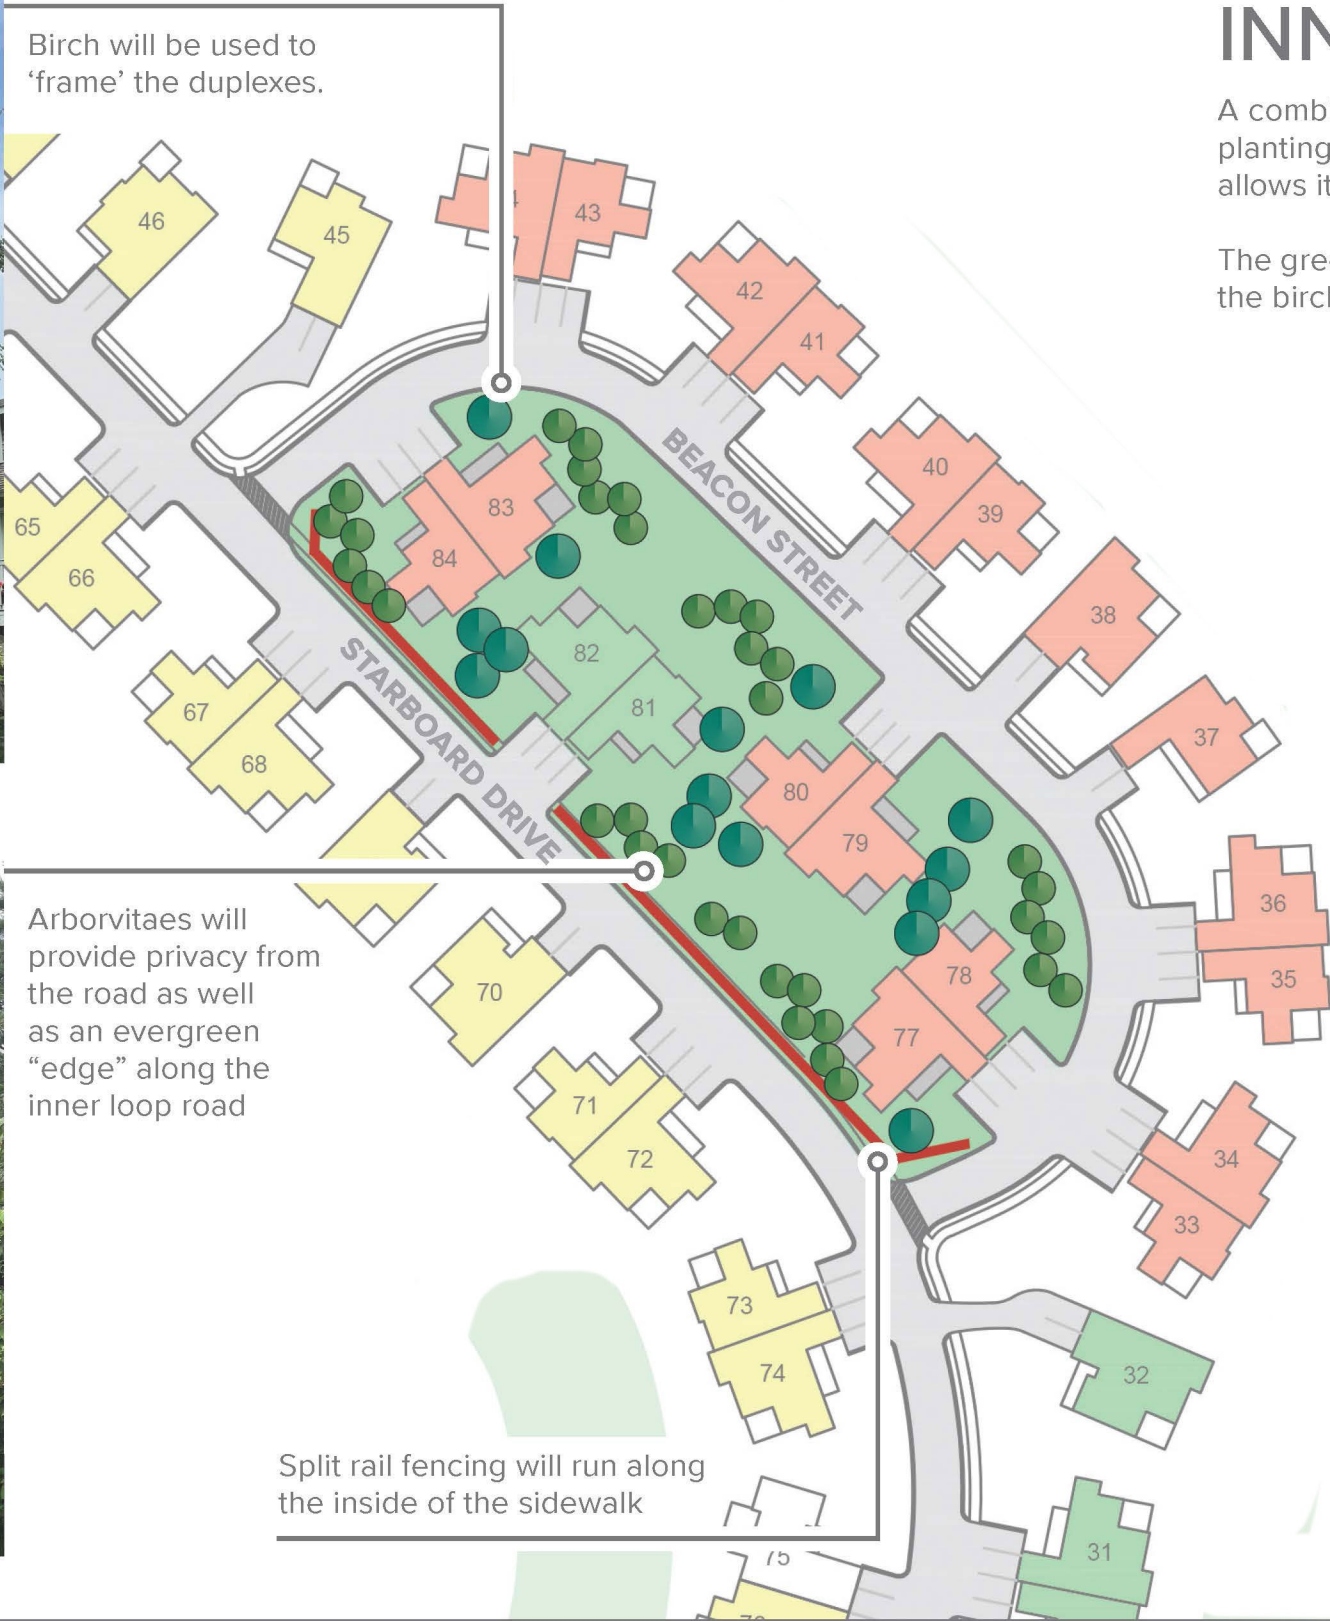 Birch will be used to
‘frame’ the duplexes.
INN
A comb
planting
allows it
The gre
the bircl
46
45
43
42
41
40
39
38
37
36
35
34
33
32
31
BEACON STREET
STARBOARD DRIVE
83
84
82
81
80
79
78
77
65
66
67
68
70
71
72
73
74
75
Arborvitaes will
provide privacy from
the road as well
as an evergreen
“edge” along the
inner loop road
Split rail fencing will run along
the inside of the sidewalk